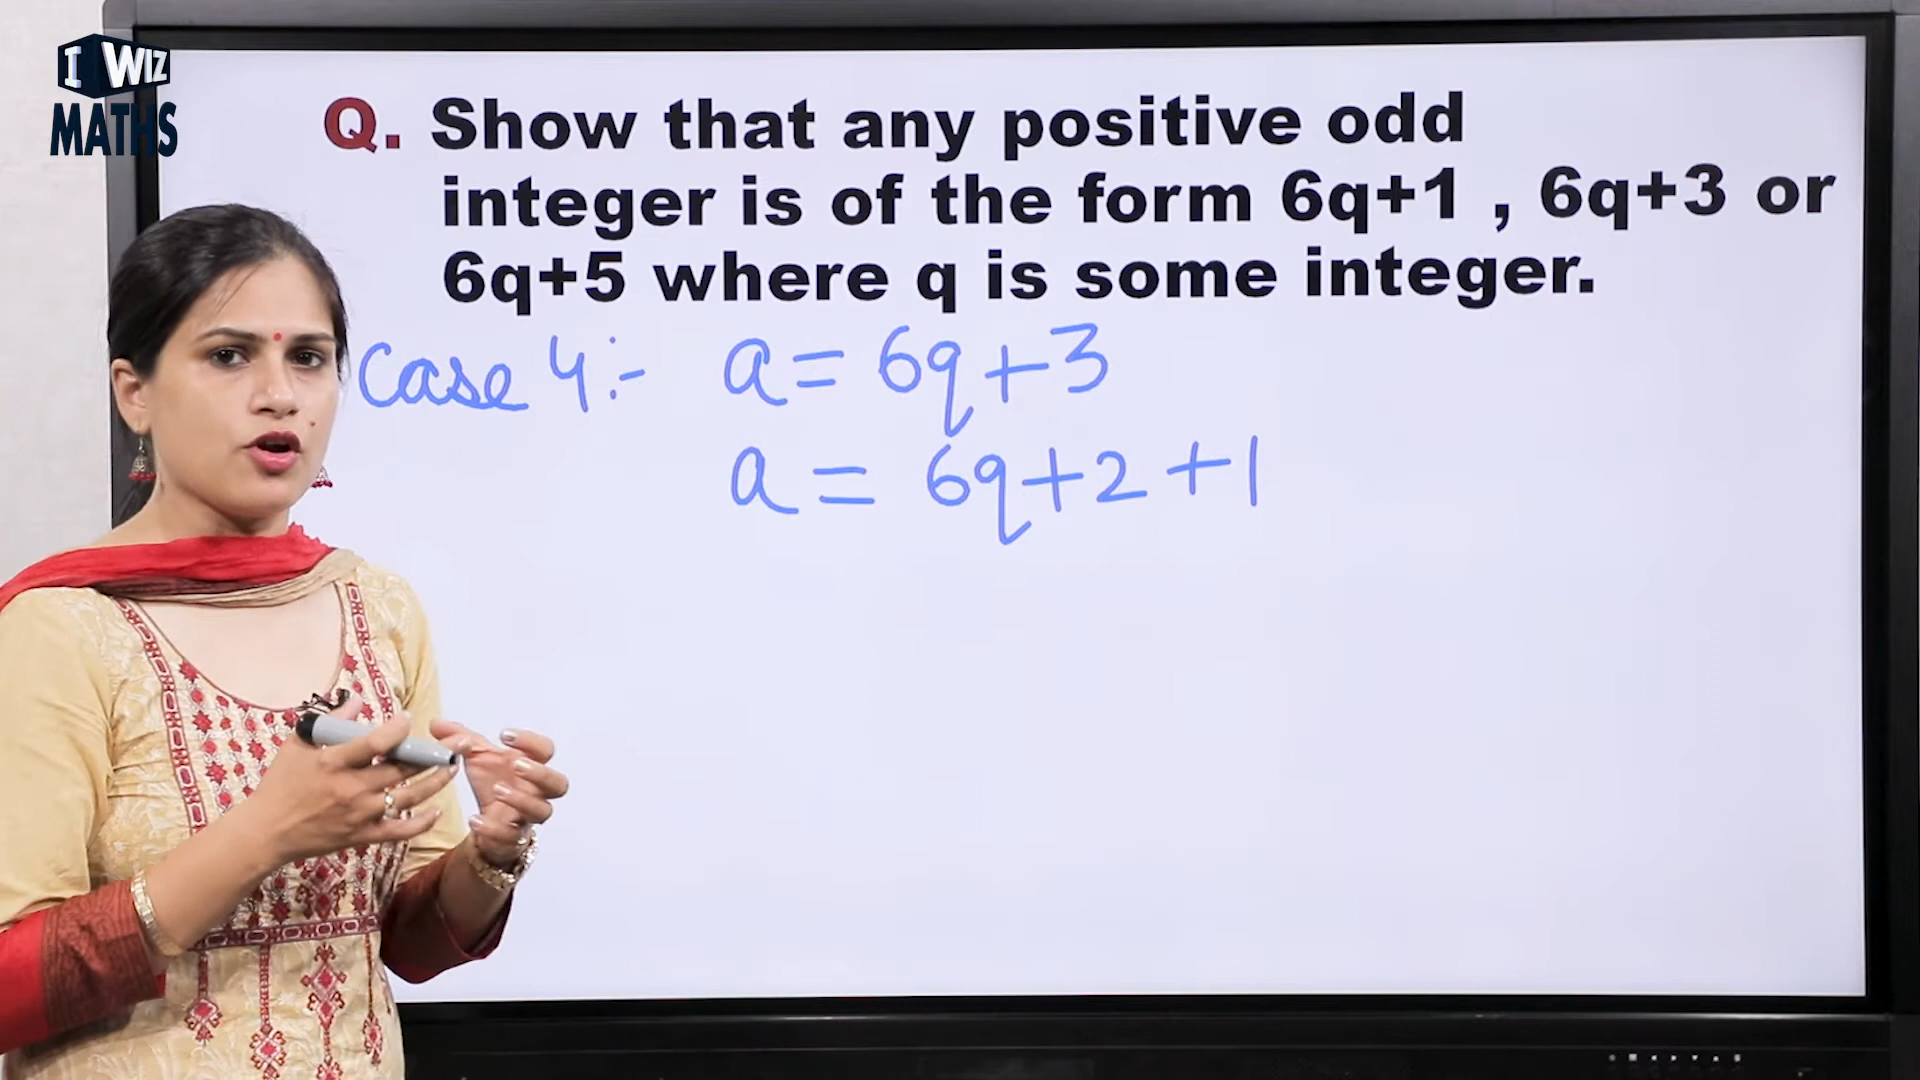 I WIZ
MATHS
Q. Show that any positive odd
integer is of the form 6q+1 , 6q+3 or
6q+5 where q is some integer.
Case 4:- a = 6q+3
a = 6q+2 +1